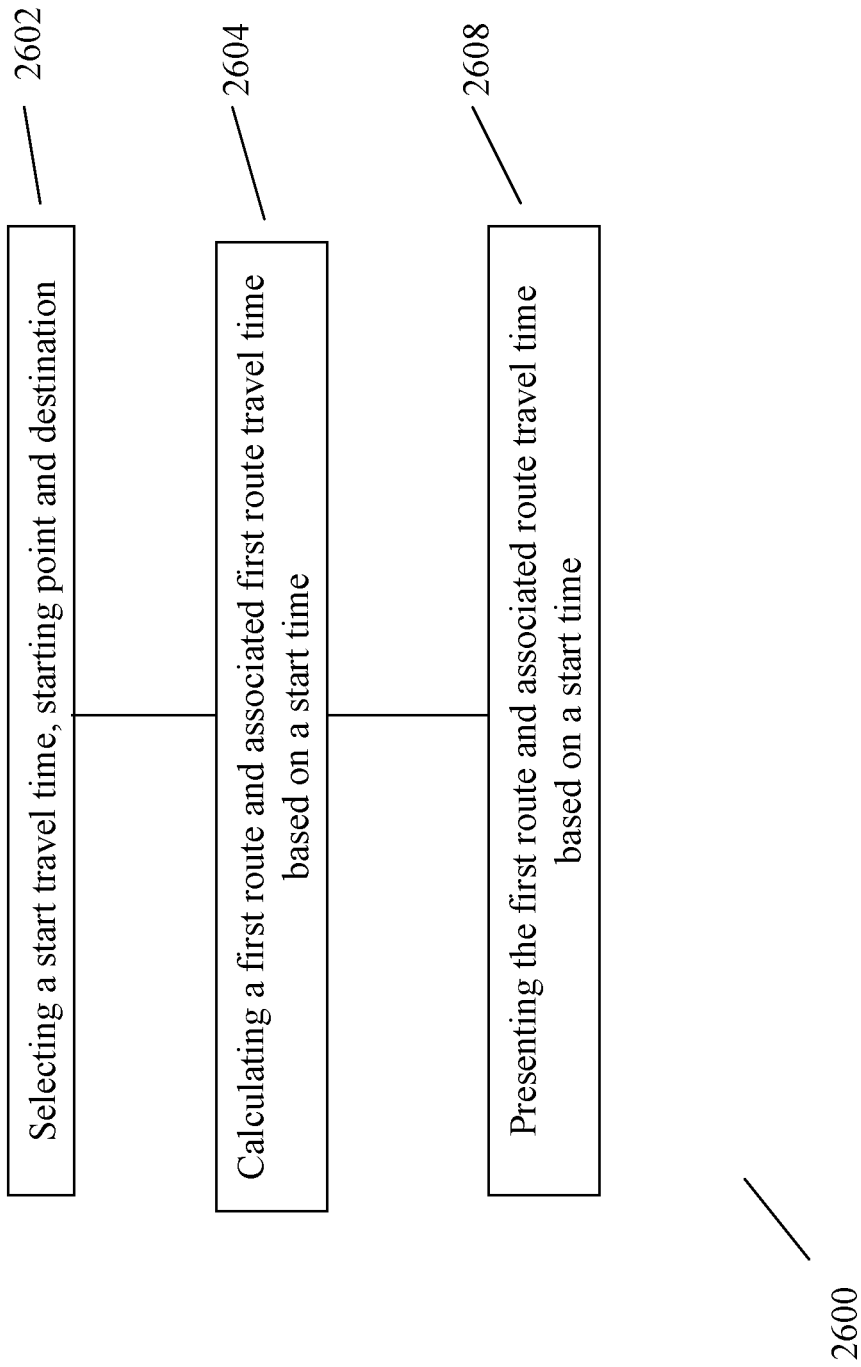 Selecting a start travel time, starting point and destination
2602
Calculating a first route and associated first route travel time
based on a start time
2604
Presenting the first route and associated route travel time
based on a start time
2608
2600